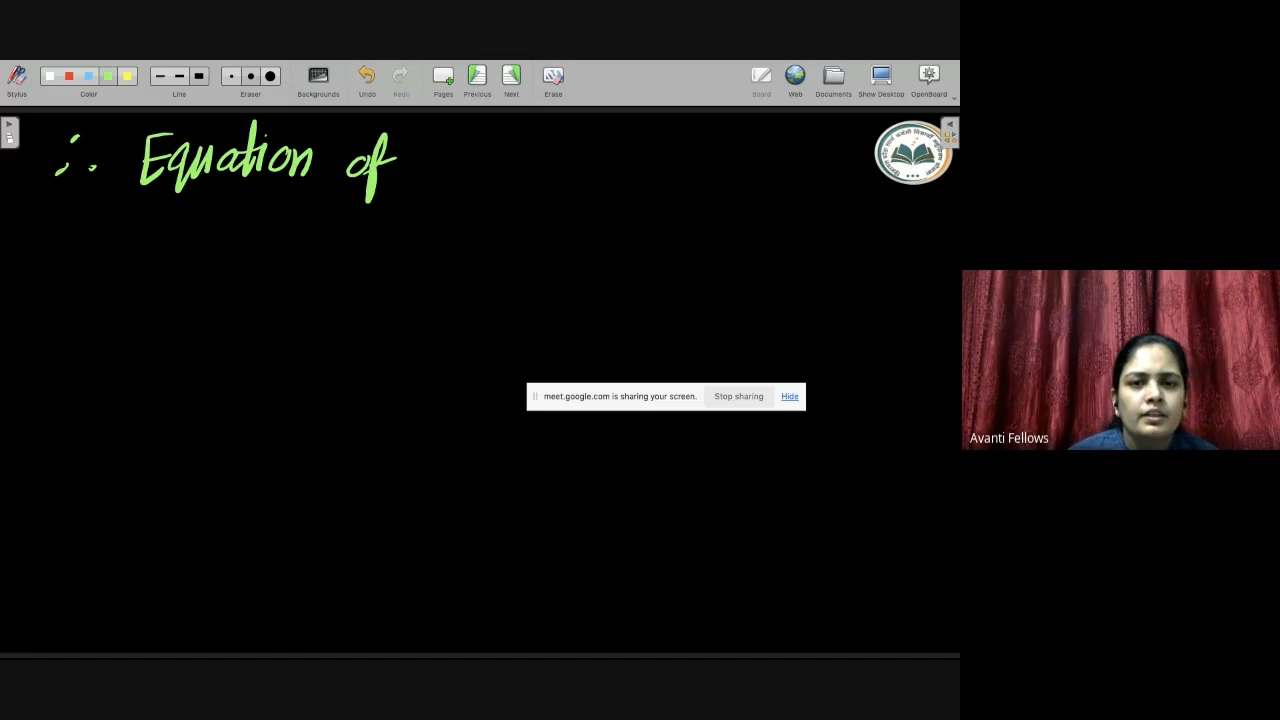 Stylus Color Line Eraser Backgrounds Undo Redo Pages Previous Next Erase Board Web Documents Show Desktop OpenBoard
∴ Equation of
meet.google.com is sharing your screen. Stop sharing Hide
Avanti Fellows